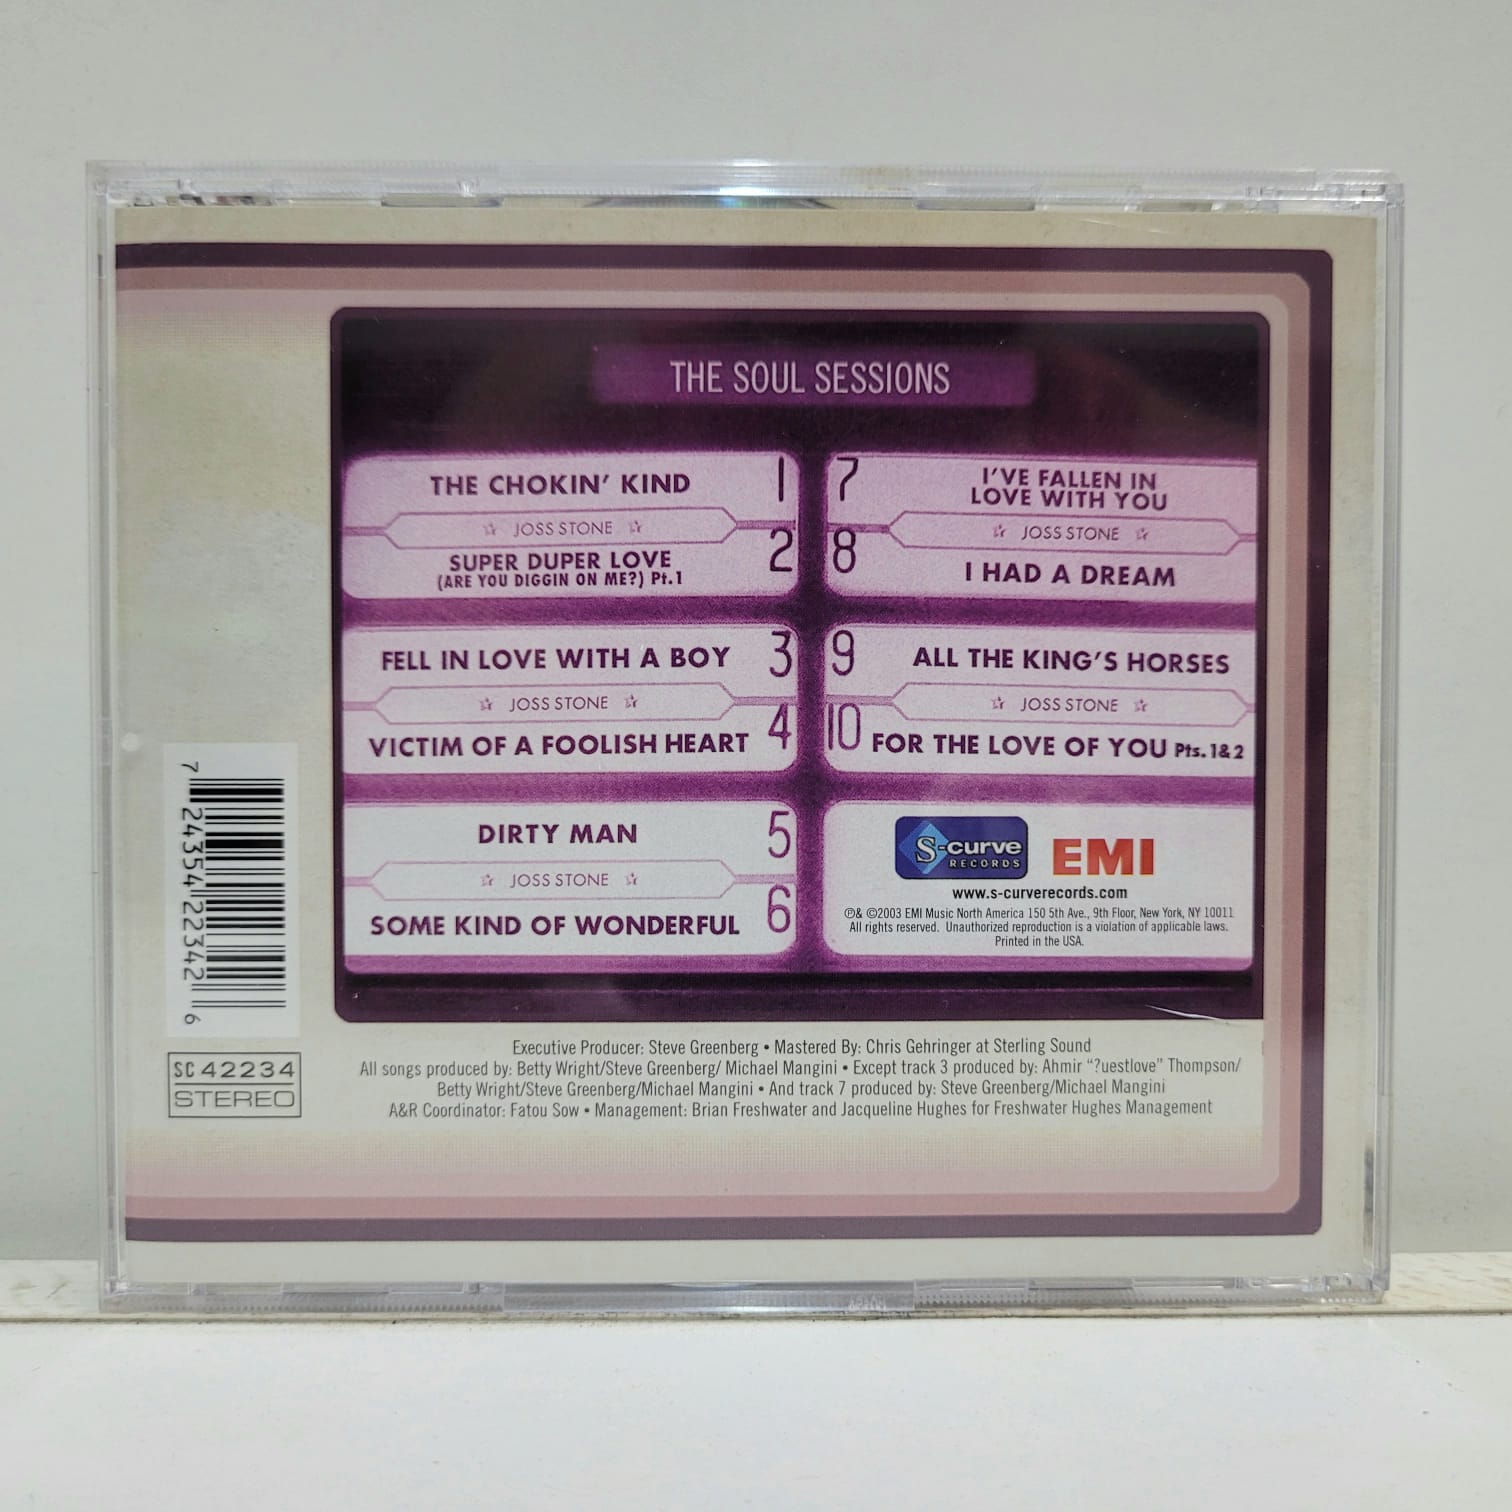 THE SOUL SESSIONS
THE CHOKIN' KIND 1
☆ JOSS STONE ☆
SUPER DUPER LOVE 2
(ARE YOU DIGGIN ON ME?) Pt.1
FELL IN LOVE WITH A BOY 3
☆ JOSS STONE ☆
VICTIM OF A FOOLISH HEART 4
DIRTY MAN 5
☆ JOSS STONE ☆
SOME KIND OF WONDERFUL 6
7 I'VE FALLEN IN
LOVE WITH YOU
☆ JOSS STONE ☆
8 I HAD A DREAM
9 ALL THE KING'S HORSES
☆ JOSS STONE ☆
10 FOR THE LOVE OF YOU Pts. 1&2
S-curve
RECORDS
EMI
www.s-curverecords.com
℗& ©2003 EMI Music North America 150 5th Ave., 9th Floor, New York, NY 10011
All rights reserved. Unauthorized reproduction is a violation of applicable laws.
Printed in the USA.
7 24354 22342 6
SC 42234
STEREO
Executive Producer: Steve Greenberg • Mastered By: Chris Gehringer at Sterling Sound
All songs produced by: Betty Wright/Steve Greenberg/ Michael Mangini • Except track 3 produced by: Ahmir "?uestlove" Thompson/
Betty Wright/Steve Greenberg/Michael Mangini • And track 7 produced by: Steve Greenberg/Michael Mangini
A&R Coordinator: Fatou Sow • Management: Brian Freshwater and Jacqueline Hughes for Freshwater Hughes Management